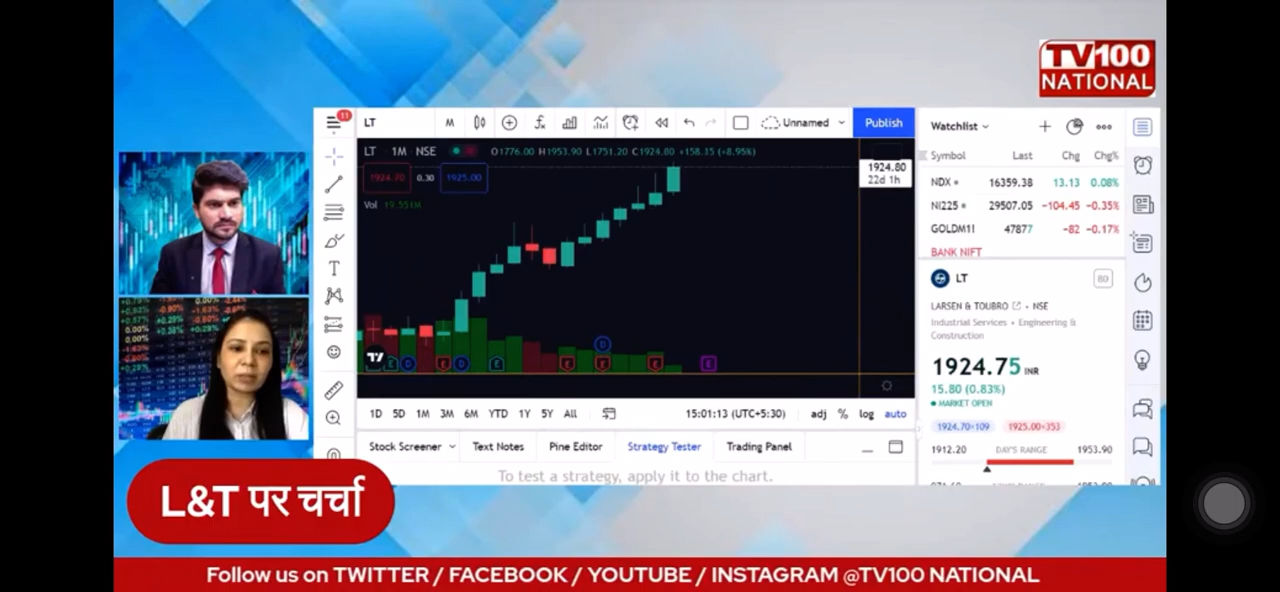 TV100
NATIONAL
11
LT
M
Unnamed
Publish
LT · 1M · NSE
O1776.00 H1953.90 L1751.20 C1924.80 +158.15 (+8.95%)
1924.70
0.30
1925.00
Vol 19.551M
1924.80
22d 1h
D
E
D
E
D
E
E
E
E
E
1D 5D 1M 3M 6M YTD 1Y 5Y All
15:01:13 (UTC+5:30)
adj % log auto
Stock Screener
Text Notes
Pine Editor
Strategy Tester
Trading Panel
To test a strategy, apply it to the chart.
Watchlist
Symbol Last Chg Chg%
NDX 16359.38 13.13 0.08%
NI225 29507.05 -104.45 -0.35%
GOLDM1! 47877 -82 -0.17%
BANK NIFT
LT
LARSEN & TOUBRO • NSE
Industrial Services • Engineering &
Construction
1924.75 INR
15.80 (0.83%)
MARKET OPEN
1924.70×109 1925.00×353
1912.20 DAY'S RANGE 1953.90
L&T पर चर्चा
Follow us on TWITTER / FACEBOOK / YOUTUBE / INSTAGRAM @TV100 NATIONAL